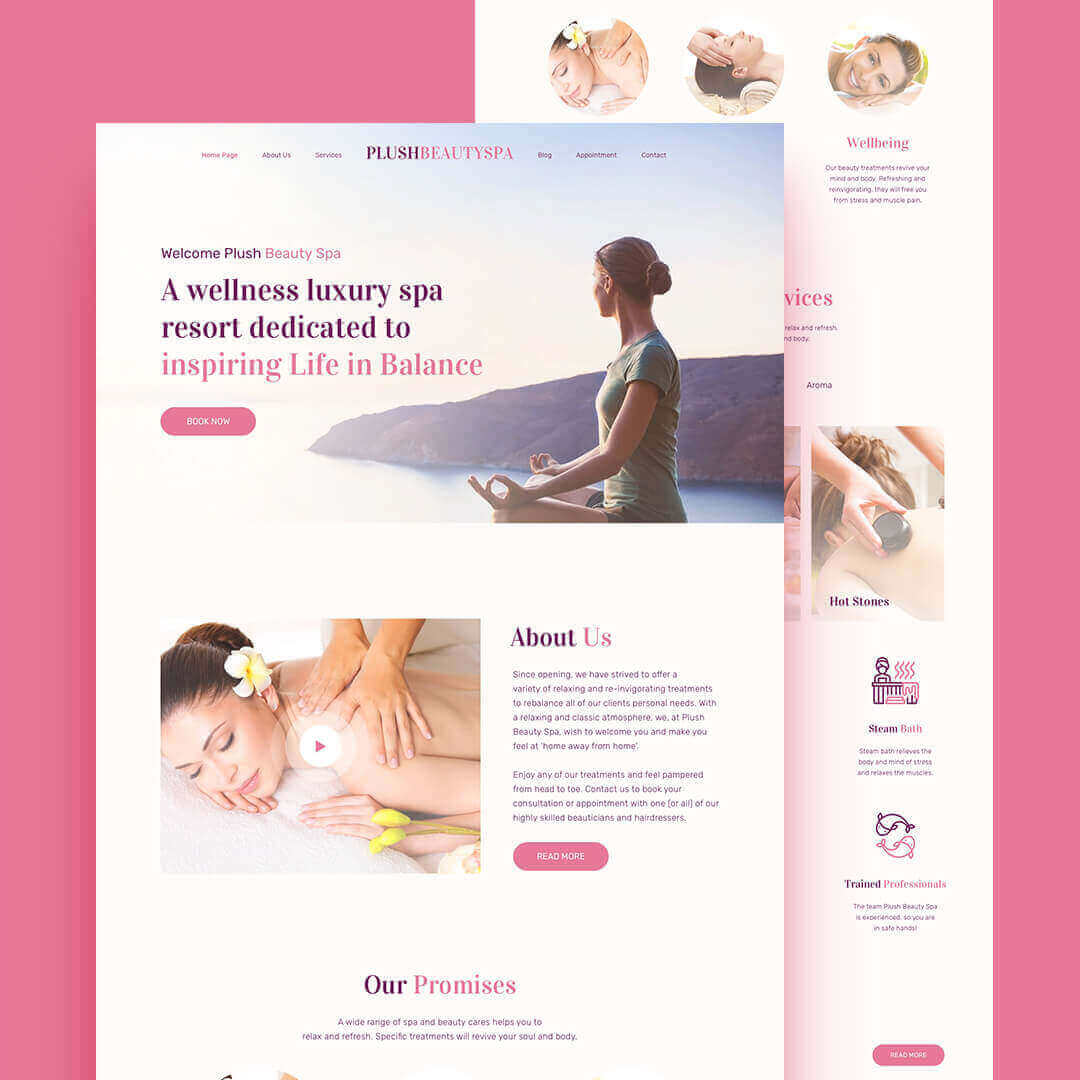 Home Page
About Us
Services
PLUSHBEAUTYSPA
Blog
Appointment
Contact
Welcome Plush Beauty Spa
A wellness luxury spa
resort dedicated to
inspiring Life in Balance
BOOK NOW
About Us
Since opening, we have strived to offer a
variety of relaxing and re-invigorating treatments
to rebalance all of our clients personal needs. With
a relaxing and classic atmosphere, we, at Plush
Beauty Spa, wish to welcome you and make you
feel at 'home away from home'.
Enjoy any of our treatments and feel pampered
from head to toe. Contact us to book your
consultation or appointment with one (or all) of our
highly skilled beauticians and hairdressers.
READ MORE
Our Promises
A wide range of spa and beauty cares helps you to
relax and refresh. Specific treatments will revive your soul and body.
Wellbeing
Our beauty treatments revive your
mind and body. Refreshing and
reinvigorating, they will free you
from stress and muscle pain.
vices
relax and refresh.
nd body.
Aroma
Hot Stones
Steam Bath
Steam bath relieves the
body and mind of stress
and relaxes the muscles.
Trained Professionals
The team Plush Beauty Spa
is experienced, so you are
in safe hands!
READ MORE